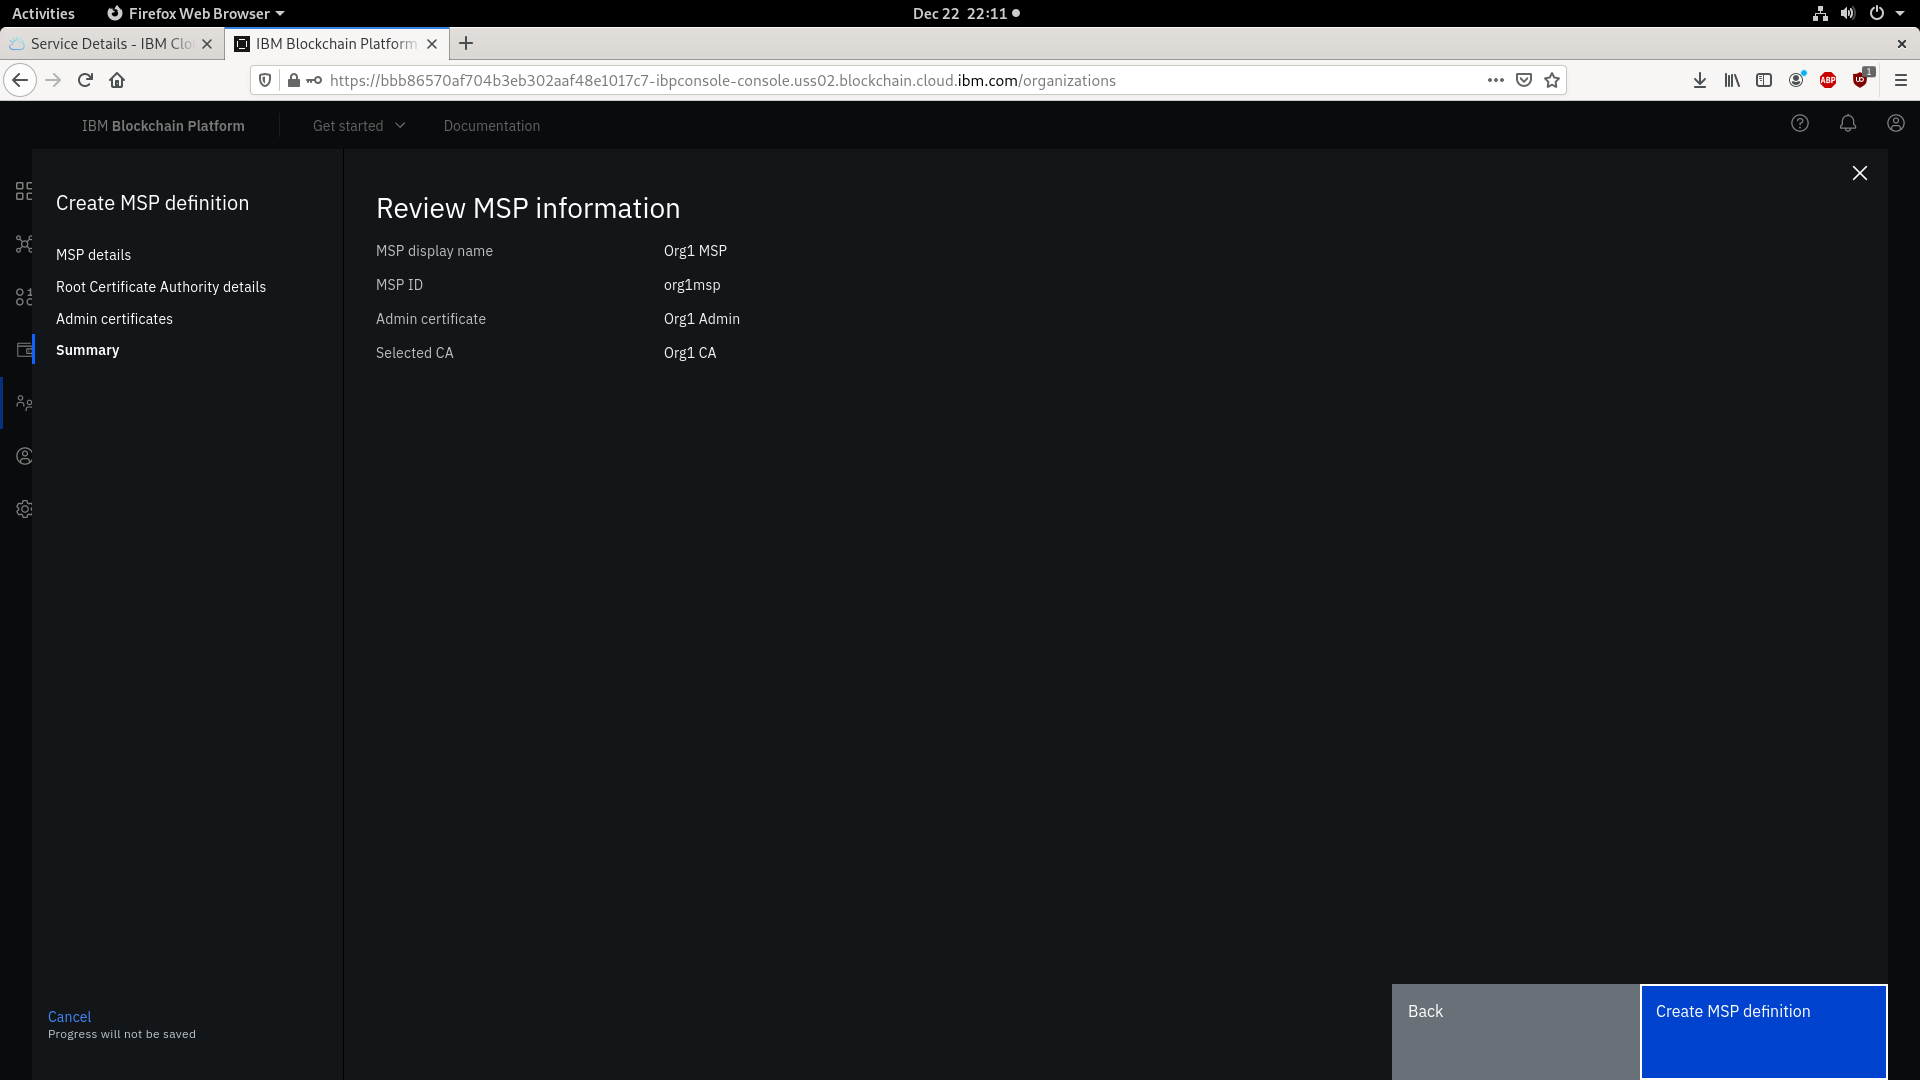 Activities
Firefox Web Browser
Dec 22 22:11
Service Details - IBM Clo
IBM Blockchain Platform
https://bbb86570af704b3eb302aaf48e1017c7-ibpconsole-console.uss02.blockchain.cloud.ibm.com/organizations
ABP
1
IBM Blockchain Platform
Get started
Documentation
Create MSP definition
MSP details
Root Certificate Authority details
Admin certificates
Summary
Review MSP information
MSP display name Org1 MSP
MSP ID org1msp
Admin certificate Org1 Admin
Selected CA Org1 CA
Cancel
Progress will not be saved
Back
Create MSP definition